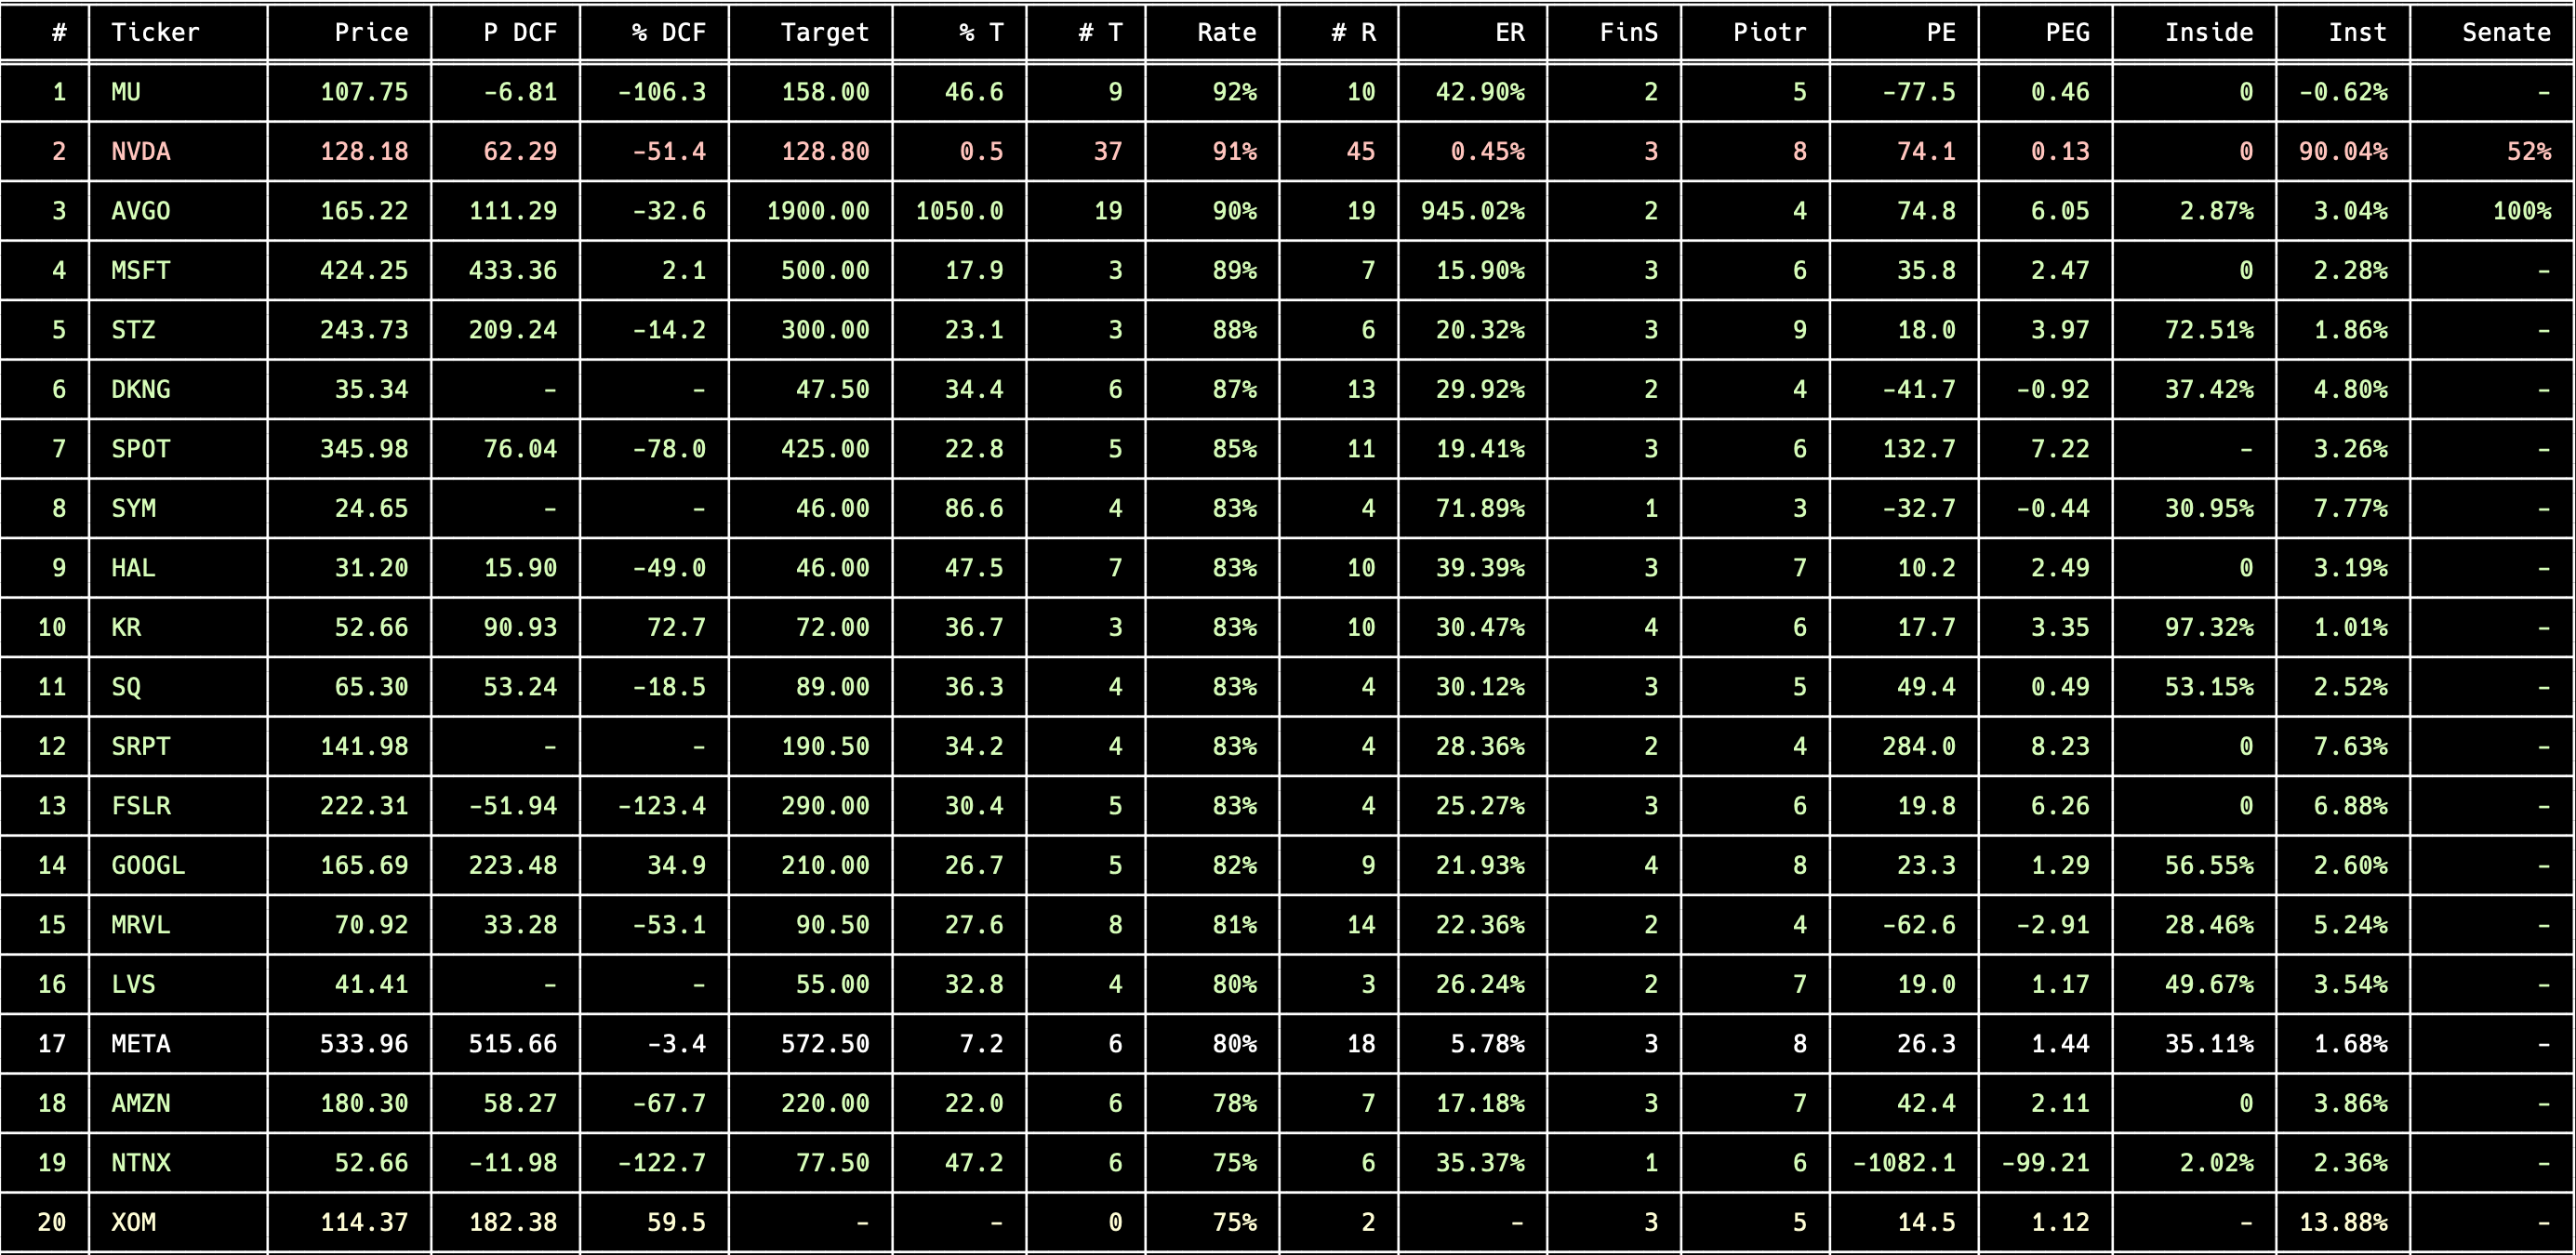 # Ticker Price P DCF % DCF Target % T # T Rate # R ER FinS Piotr PE PEG Inside Inst Senate
1 MU 107.75 -6.81 -106.3 158.00 46.6 9 92% 10 42.90% 2 5 -77.5 0.46 0 -0.62% -
2 NVDA 128.18 62.29 -51.4 128.80 0.5 37 91% 45 0.45% 3 8 74.1 0.13 0 90.04% 52%
3 AVGO 165.22 111.29 -32.6 1900.00 1050.0 19 90% 19 945.02% 2 4 74.8 6.05 2.87% 3.04% 100%
4 MSFT 424.25 433.36 2.1 500.00 17.9 3 89% 7 15.90% 3 6 35.8 2.47 0 2.28% -
5 STZ 243.73 209.24 -14.2 300.00 23.1 3 88% 6 20.32% 3 9 18.0 3.97 72.51% 1.86% -
6 DKNG 35.34 - - 47.50 34.4 6 87% 13 29.92% 2 4 -41.7 -0.92 37.42% 4.80% -
7 SPOT 345.98 76.04 -78.0 425.00 22.8 5 85% 11 19.41% 3 6 132.7 7.22 - 3.26% -
8 SYM 24.65 - - 46.00 86.6 4 83% 4 71.89% 1 3 -32.7 -0.44 30.95% 7.77% -
9 HAL 31.20 15.90 -49.0 46.00 47.5 7 83% 10 39.39% 3 7 10.2 2.49 0 3.19% -
10 KR 52.66 90.93 72.7 72.00 36.7 3 83% 10 30.47% 4 6 17.7 3.35 97.32% 1.01% -
11 SQ 65.30 53.24 -18.5 89.00 36.3 4 83% 4 30.12% 3 5 49.4 0.49 53.15% 2.52% -
12 SRPT 141.98 - - 190.50 34.2 4 83% 4 28.36% 2 4 284.0 8.23 0 7.63% -
13 FSLR 222.31 -51.94 -123.4 290.00 30.4 5 83% 4 25.27% 3 6 19.8 6.26 0 6.88% -
14 GOOGL 165.69 223.48 34.9 210.00 26.7 5 82% 9 21.93% 4 8 23.3 1.29 56.55% 2.60% -
15 MRVL 70.92 33.28 -53.1 90.50 27.6 8 81% 14 22.36% 2 4 -62.6 -2.91 28.46% 5.24% -
16 LVS 41.41 - - 55.00 32.8 4 80% 3 26.24% 2 7 19.0 1.17 49.67% 3.54% -
17 META 533.96 515.66 -3.4 572.50 7.2 6 80% 18 5.78% 3 8 26.3 1.44 35.11% 1.68% -
18 AMZN 180.30 58.27 -67.7 220.00 22.0 6 78% 7 17.18% 3 7 42.4 2.11 0 3.86% -
19 NTNX 52.66 -11.98 -122.7 77.50 47.2 6 75% 6 35.37% 1 6 -1082.1 -99.21 2.02% 2.36% -
20 XOM 114.37 182.38 59.5 - - 0 75% 2 - 3 5 14.5 1.12 - 13.88% -